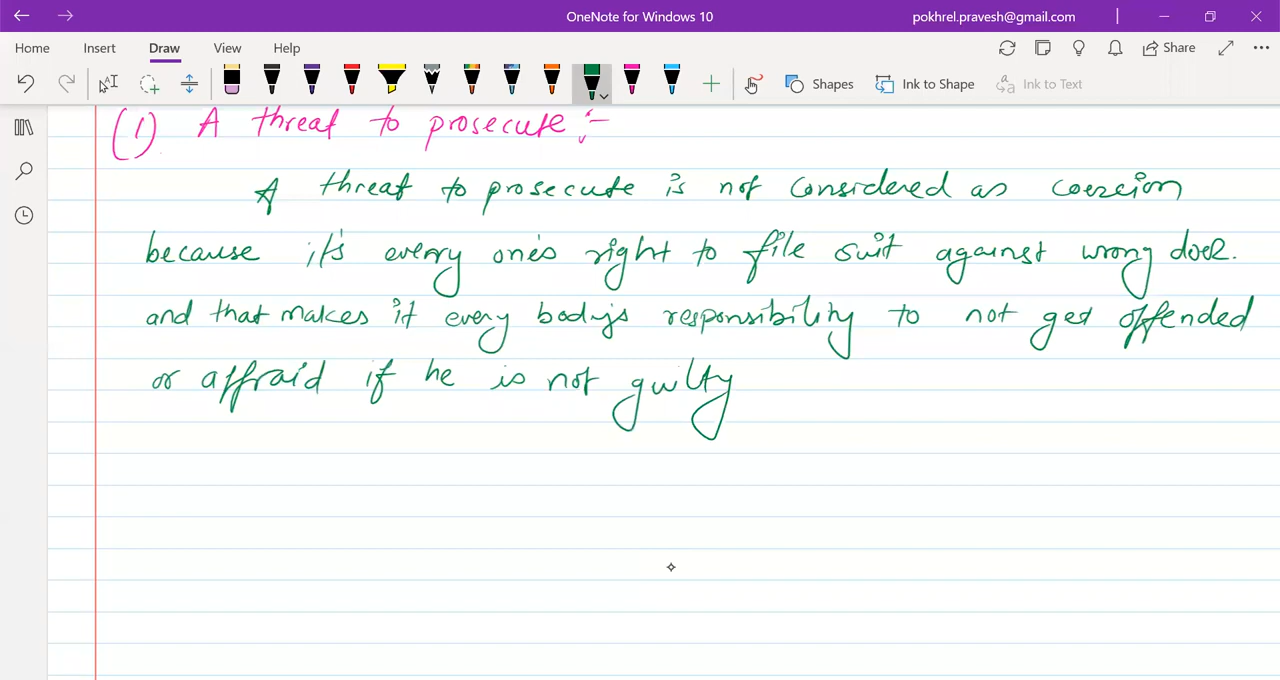 OneNote for Windows 10
pokhrel.pravesh@gmail.com
Home Insert Draw View Help
Share
Shapes Ink to Shape Ink to Text
(1) A threat to prosecute :-
A threat to prosecute is not considered as coercion
because it's every one's right to file suit against wrong doer.
and that makes it every body's responsibility to not get offended
or affraid if he is not guilty